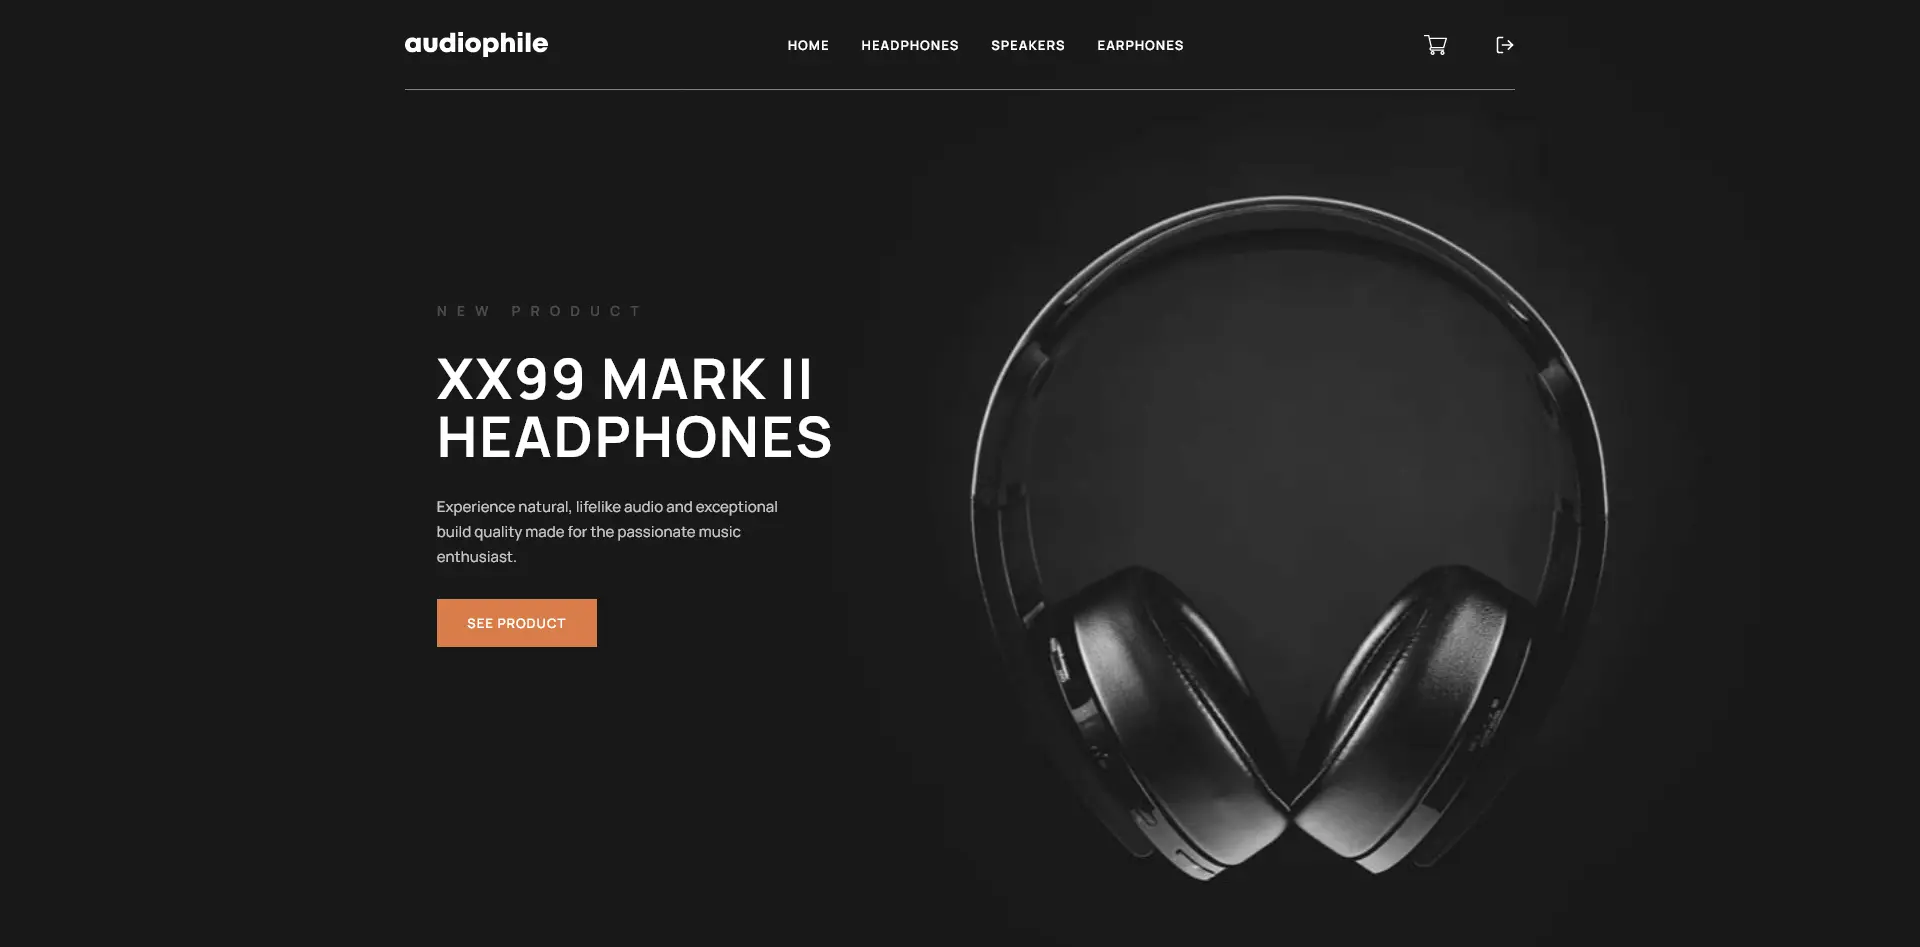 audiophile
HOME HEADPHONES SPEAKERS EARPHONES
NEW PRODUCT
XX99 MARK II
HEADPHONES
Experience natural, lifelike audio and exceptional
build quality made for the passionate music
enthusiast.
SEE PRODUCT